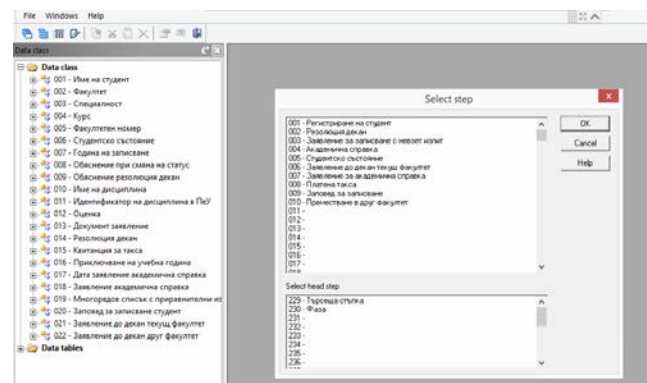 File Windows Help
Data class
Data class
001 - Име на студент
002 - Факултет
003 - Специалност
004 - Курс
005 - Факултетен номер
006 - Студентско състояние
007 - Година на записване
008 - Обяснение при смяна на статус
009 - Обяснение резолюция декан
010 - Име на дисциплина
011 - Идентификатор на дисциплина в ПеУ
012 - Оценка
013 - Документ заявление
014 - Резолюция декан
015 - Квитанция за такса
016 - Приключване на учебна година
017 - Дата заявление академична справка
018 - Заявление академична справка
019 - Многоредов списък с приравнителни из
020 - Заповед за записване студент
021 - Заявление до декан текущ факултет
022 - Заявление до декан друг факултет
Data tables
Select step
001 - Регистриране на студент
002 - Резолюция декан
003 - Заявление за записване с невзет изпит
004 - Академична справка
005 - Студентско състояние
006 - Заявление до декан текущ факултет
007 - Заявление за академична справка
008 - Платена такса
009 - Заповед за записване
010 - Преместване в друг факултет
011 -
012 -
013 -
014 -
015 -
016 -
017 -
OK
Cancel
Help
Select head step
229 - Търсеща стъпка
230 - Фаза
231 -
232 -
233 -
234 -
235 -
236 -